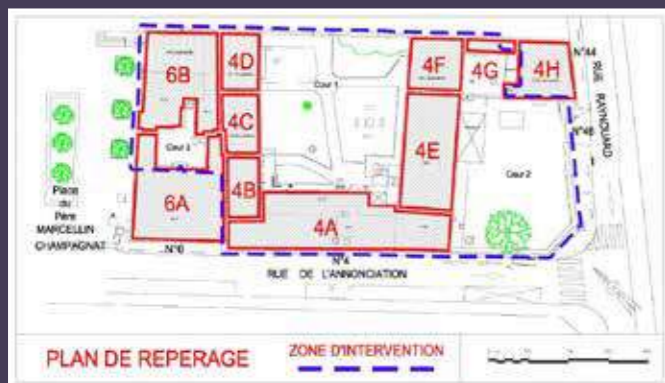 6B
4D
4F
4G
4H
N°44
RUE RAYNOUARD
Cour 1
4C
N°46
Cour 3
4E
Cour 2
Place
du
Père
MARCELLIN
CHAMPAGNAT
6A
4B
4A
N°6
N°4
RUE DE L'ANNONCIATION
PLAN DE REPERAGE
ZONE D'INTERVENTION